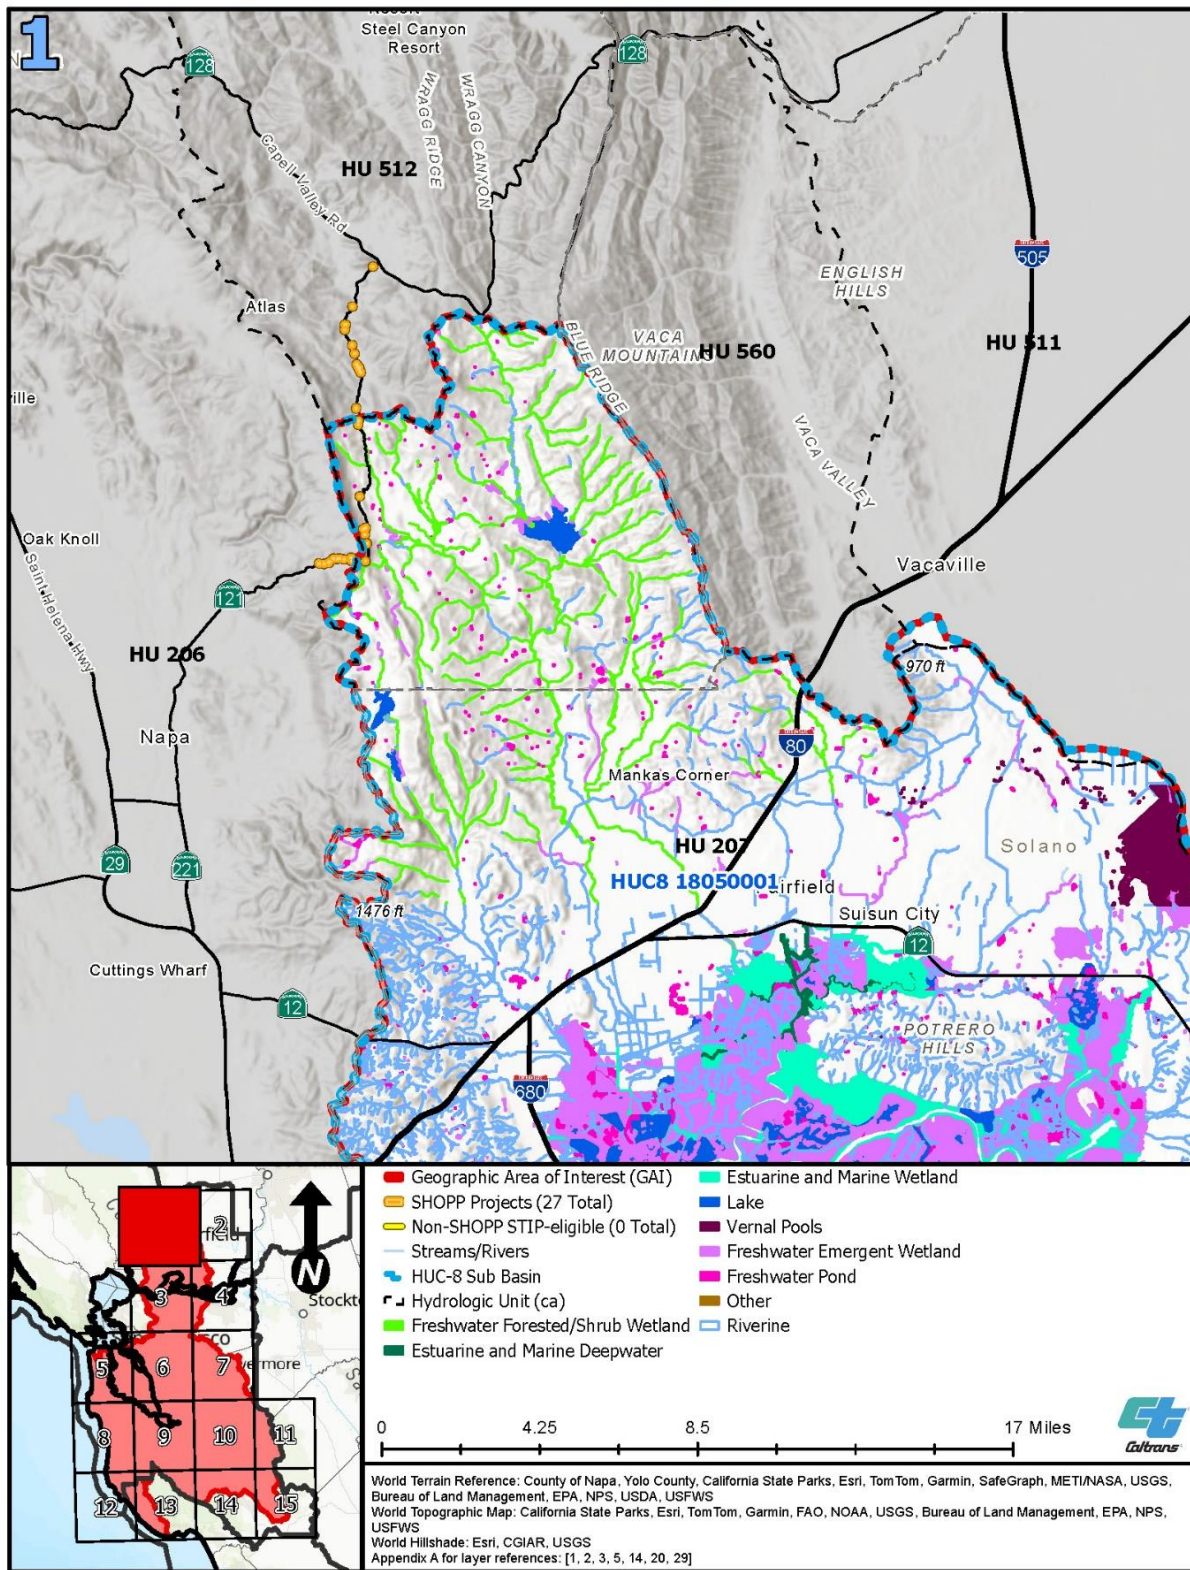 1
Resort
Steel Canyon
Resort
128
128
WRAGG RIDGE
WRAGG CANYON
HU 512
Capell Valley Rd
505
ENGLISH
HILLS
Atlas
BLUE RIDGE
VACA
MOUNTAINS
HU 560
HU 511
ville
VACA VALLEY
Oak Knoll
Saint Helena Hwy
Vacaville
121
HU 206
970 ft
Napa
80
Mankas Corner
HU 207
Solano
29
221
HUC8 18050001
Fairfield
1476 ft
Suisun City
12
Cuttings Wharf
12
POTRERO
HILLS
680
Geographic Area of Interest (GAI)
SHOPP Projects (27 Total)
Non-SHOPP STIP-eligible (0 Total)
Streams/Rivers
HUC-8 Sub Basin
Hydrologic Unit (ca)
Freshwater Forested/Shrub Wetland
Estuarine and Marine Deepwater
Estuarine and Marine Wetland
Lake
Vernal Pools
Freshwater Emergent Wetland
Freshwater Pond
Other
Riverine
2
rfield
N
3
4
Stockt
sco
5
6
7
vermore
8
9
10
11
12
13
14
15
0 4.25 8.5 17 Miles
Caltrans
World Terrain Reference: County of Napa, Yolo County, California State Parks, Esri, TomTom, Garmin, SafeGraph, METI/NASA, USGS,
Bureau of Land Management, EPA, NPS, USDA, USFWS
World Topographic Map: California State Parks, Esri, TomTom, Garmin, FAO, NOAA, USGS, Bureau of Land Management, EPA, NPS,
USFWS
World Hillshade: Esri, CGIAR, USGS
Appendix A for layer references: [1, 2, 3, 5, 14, 20, 29]